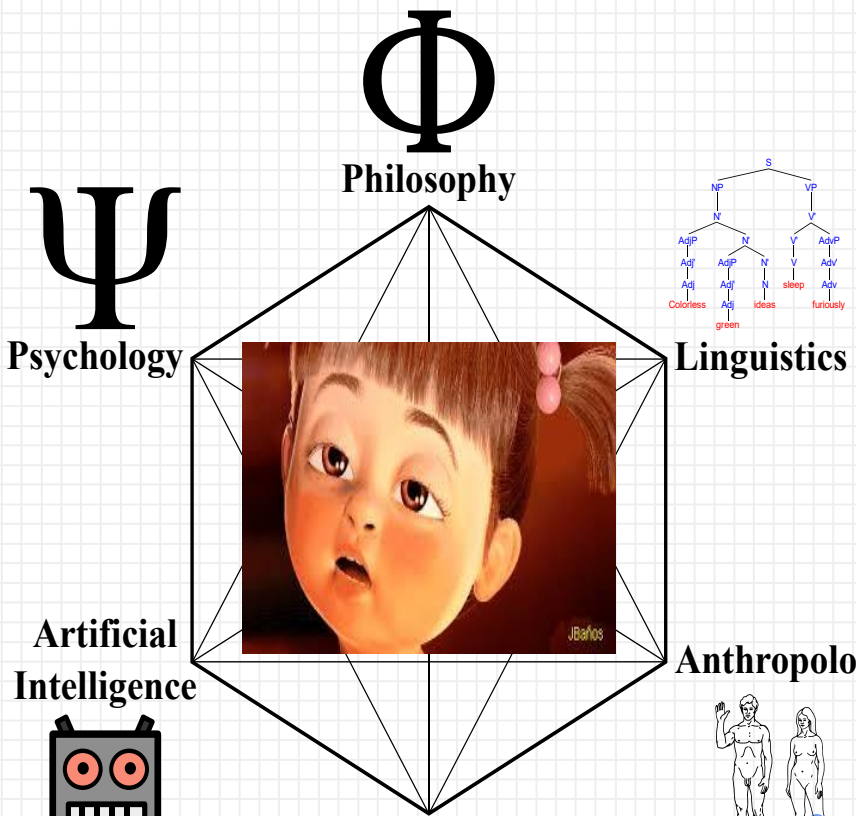 Φ
Philosophy
Ψ
Psychology
S
NP VP
N' V'
AdjP N' V' AdvP
Adj' AdjP N' V Adv'
Adj Adj' N sleep Adv
Colorless Adj ideas furiously
green
Linguistics
JBaños
Artificial
Intelligence
Anthropolo